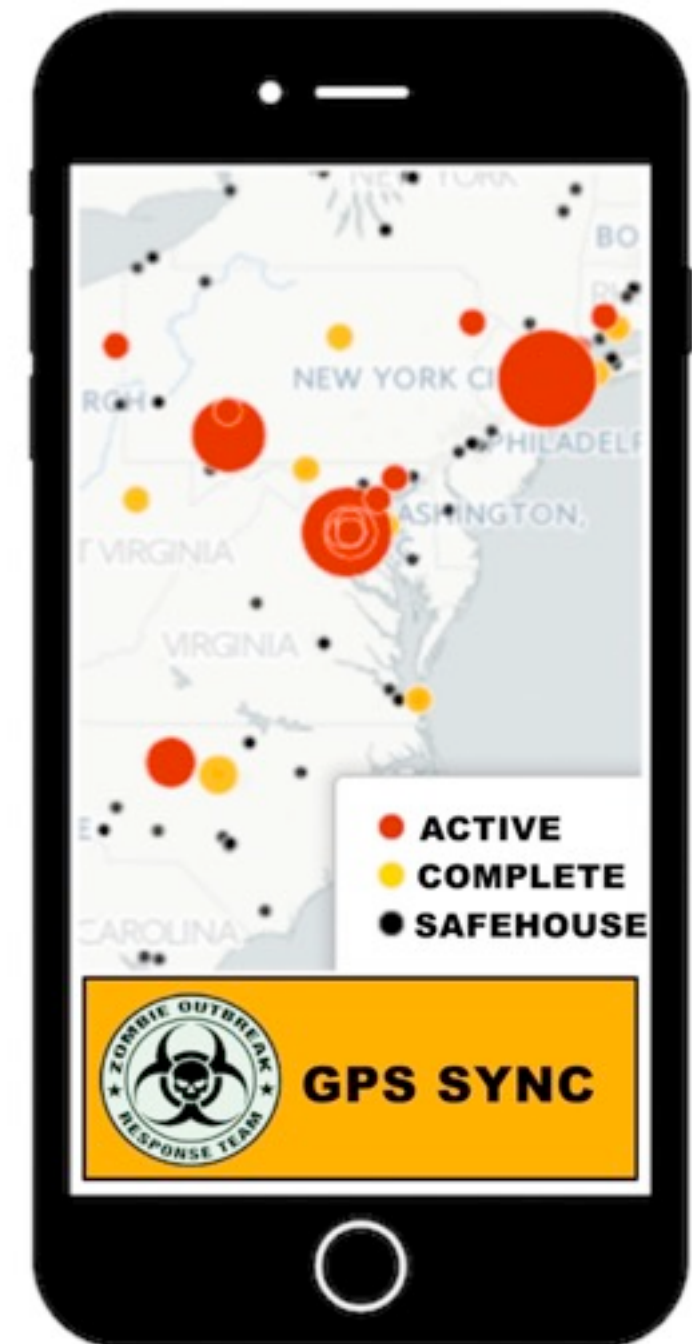 NEW YORK
BO
NEW YORK CI
RGH
PHILADELP
ASHINGTON,
C
T VIRGINIA
VIRGINIA
E
CAROLINA
ACTIVE
COMPLETE
SAFEHOUSE
ZOMBIE OUTBREAK
RESPONSE TEAM
GPS SYNC